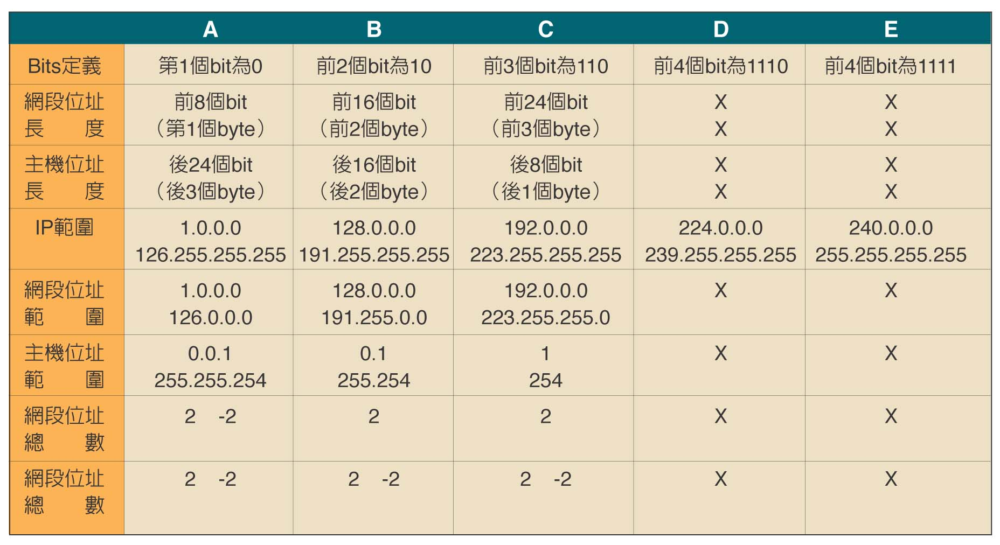 A B C D E
Bits定義 第1個bit為0 前2個bit為10 前3個bit為110 前4個bit為1110 前4個bit為1111
網段位址 前8個bit 前16個bit 前24個bit X X
長 度 （第1個byte） （前2個byte） （前3個byte） X X
主機位址 後24個bit 後16個bit 後8個bit X X
長 度 （後3個byte） （後2個byte） （後1個byte） X X
IP範圍 1.0.0.0 128.0.0.0 192.0.0.0 224.0.0.0 240.0.0.0
126.255.255.255 191.255.255.255 223.255.255.255 239.255.255.255 255.255.255.255
網段位址 1.0.0.0 128.0.0.0 192.0.0.0 X X
範 圍 126.0.0.0 191.255.0.0 223.255.255.0
主機位址 0.0.1 0.1 1 X X
範 圍 255.255.254 255.254 254
網段位址 2 -2 2 2 X X
總 數
網段位址 2 -2 2 -2 2 -2 X X
總 數